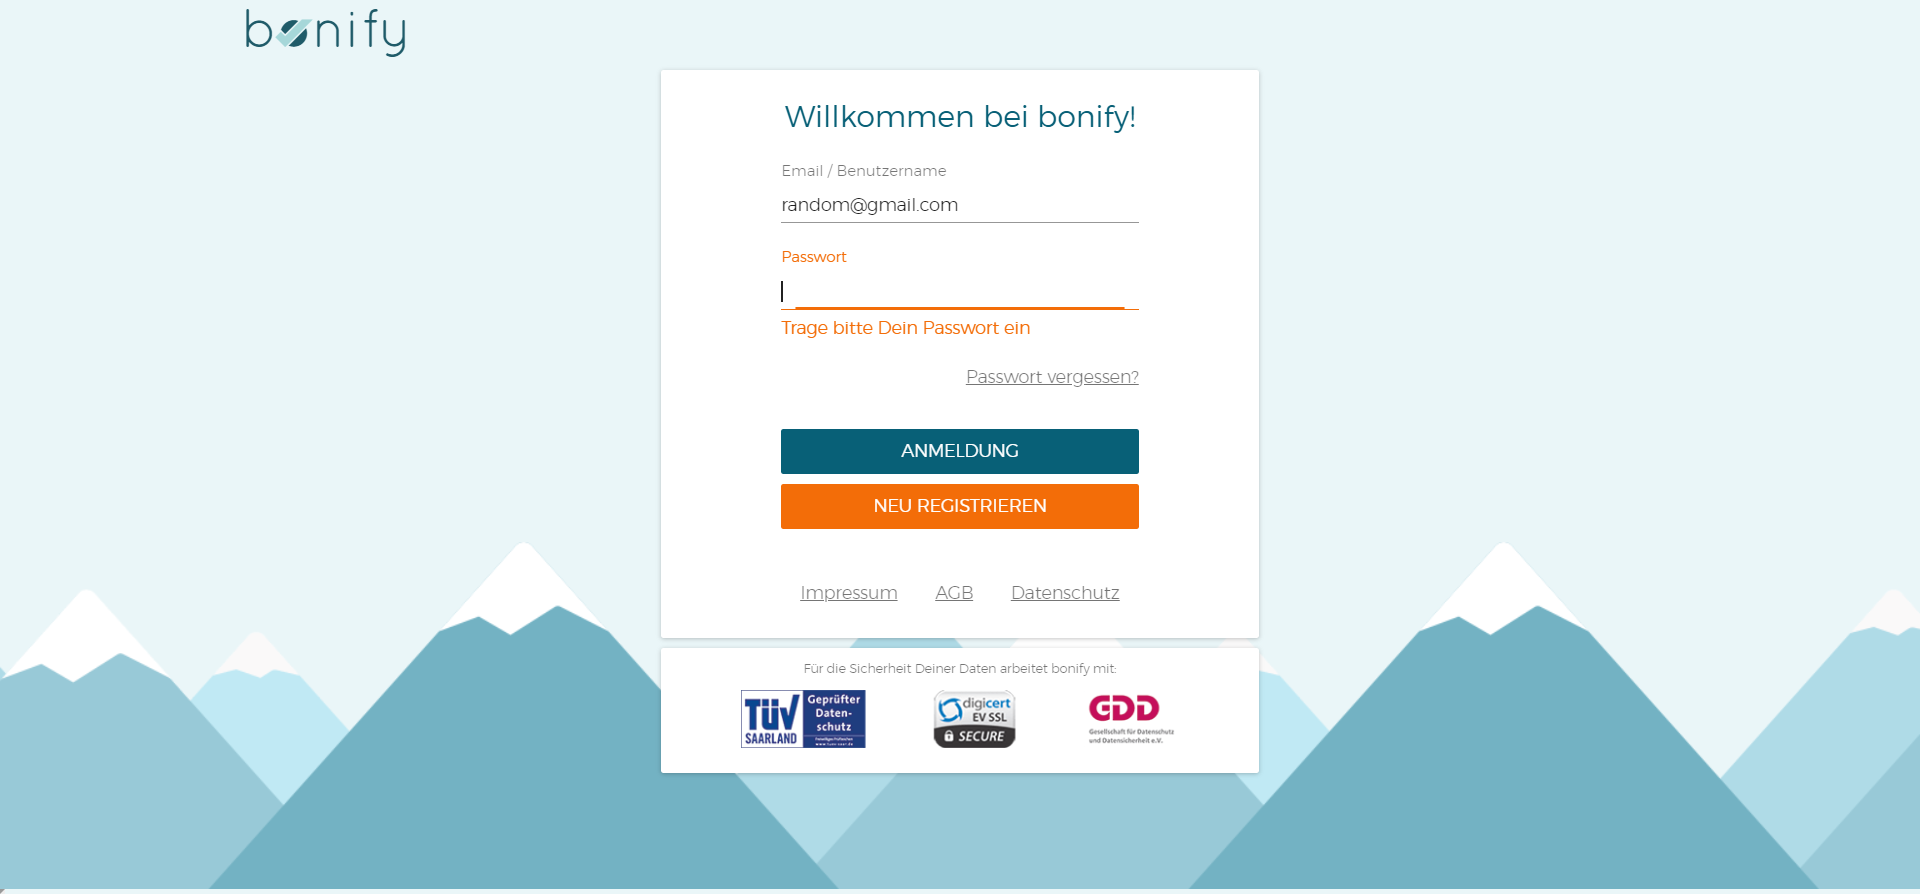 bonify
Willkommen bei bonify!
Email / Benutzername
random@gmail.com
Passwort
Trage bitte Dein Passwort ein
Passwort vergessen?
ANMELDUNG
NEU REGISTRIEREN
Impressum AGB Datenschutz
Für die Sicherheit Deiner Daten arbeitet bonify mit:
TÜV
SAARLAND
Geprüfter
Daten-
schutz
digicert
EV SSL
SECURE
GDD
Gesellschaft für Datenschutz
und Datensicherheit e.V.